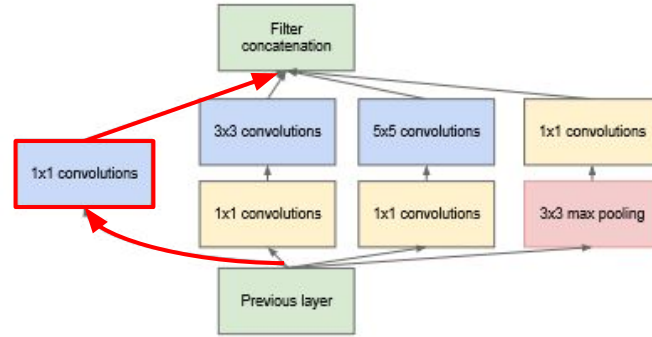 Filter
concatenation
3x3 convolutions
5x5 convolutions
1x1 convolutions
1x1 convolutions
1x1 convolutions
1x1 convolutions
3x3 max pooling
Previous layer